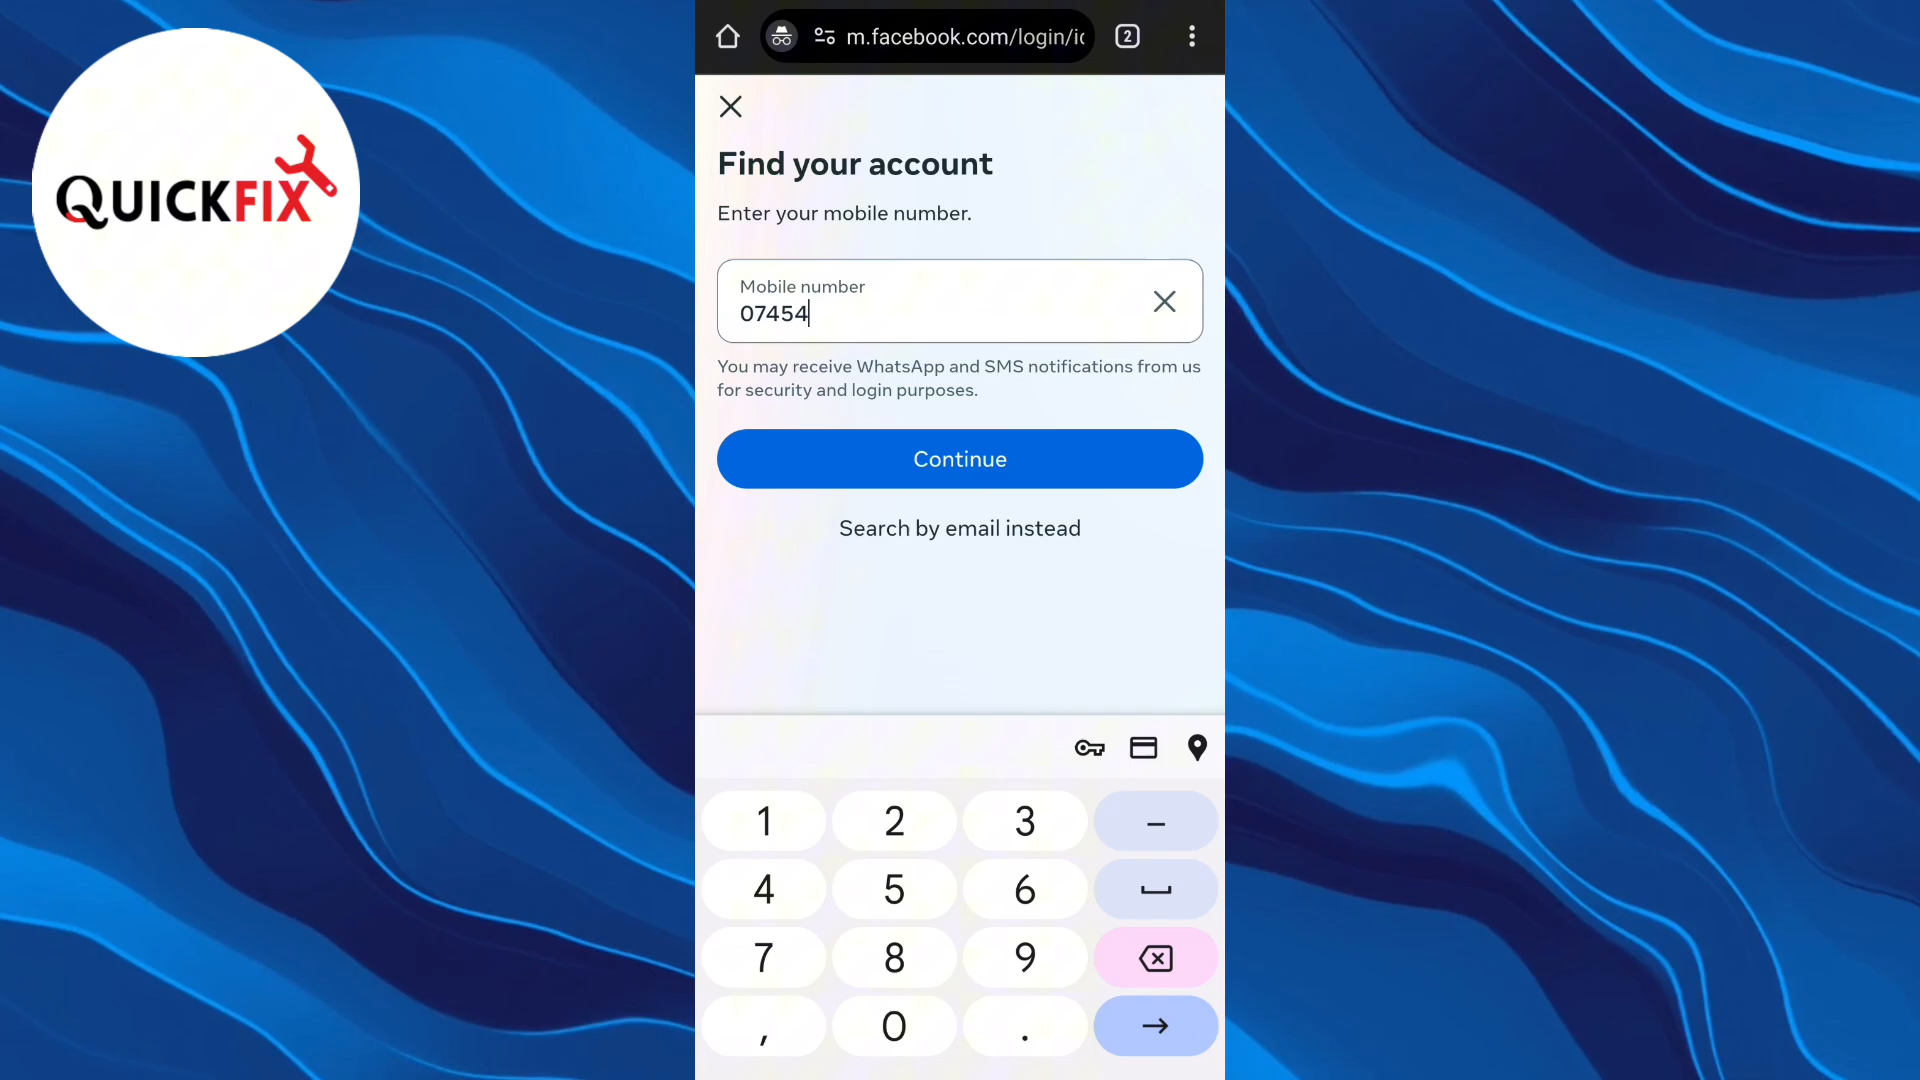 QUICKFIX
m.facebook.com/login/ic
2
Find your account
Enter your mobile number.
Mobile number
07454
You may receive WhatsApp and SMS notifications from us
for security and login purposes.
Continue
Search by email instead
1 2 3 –
4 5 6
7 8 9
, 0 .